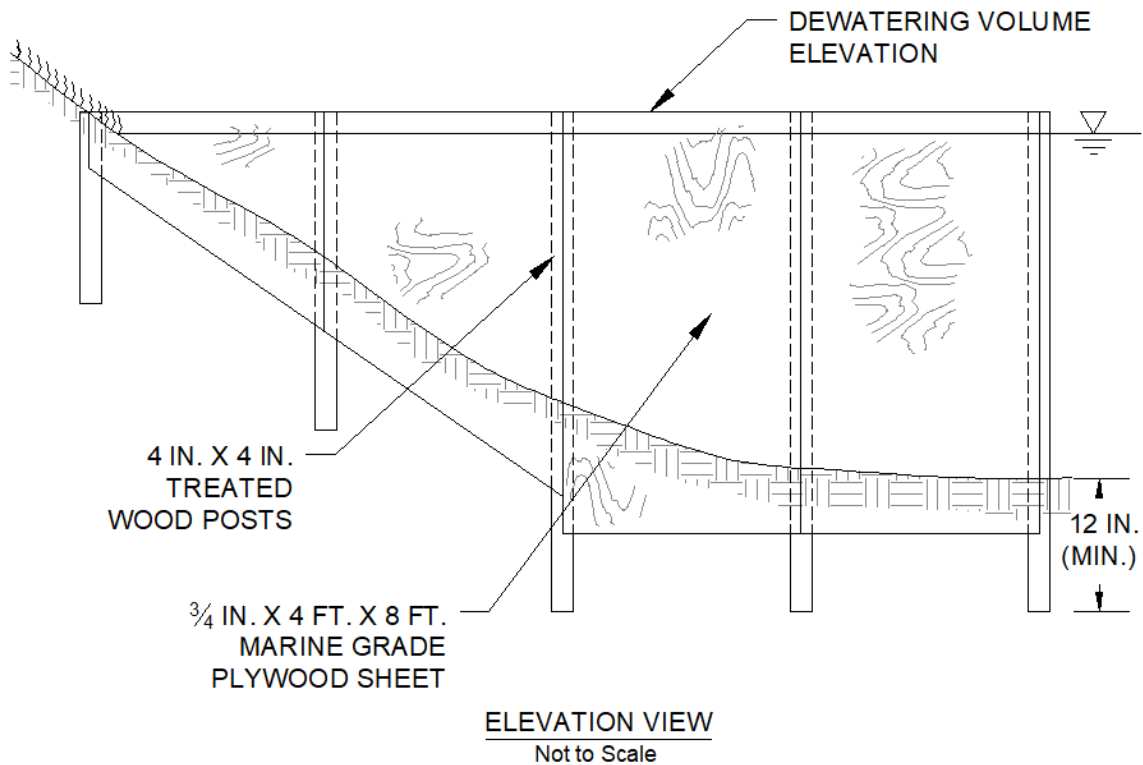 DEWATERING VOLUME
ELEVATION
4 IN. X 4 IN.
TREATED
WOOD POSTS
12 IN.
(MIN.)
¾ IN. X 4 FT. X 8 FT.
MARINE GRADE
PLYWOOD SHEET
ELEVATION VIEW
Not to Scale